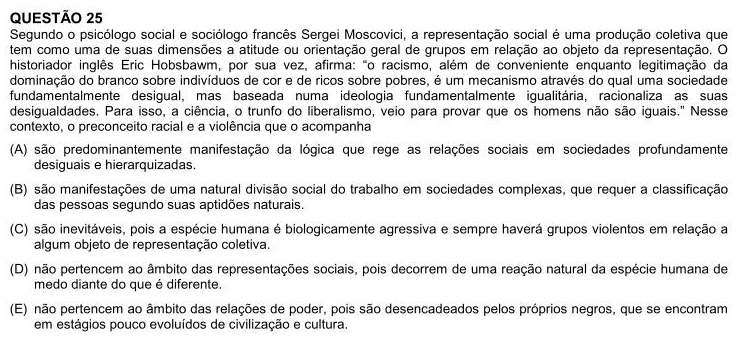 QUESTÃO 25
Segundo o psicólogo social e sociólogo francês Sergei Moscovici, a representação social é uma produção coletiva que
tem como uma de suas dimensões a atitude ou orientação geral de grupos em relação ao objeto da representação. O
historiador inglês Eric Hobsbawm, por sua vez, afirma: “o racismo, além de conveniente enquanto legitimação da
dominação do branco sobre indivíduos de cor e de ricos sobre pobres, é um mecanismo através do qual uma sociedade
fundamentalmente desigual, mas baseada numa ideologia fundamentalmente igualitária, racionaliza as suas
desigualdades. Para isso, a ciência, o trunfo do liberalismo, veio para provar que os homens não são iguais.” Nesse
contexto, o preconceito racial e a violência que o acompanha
(A) são predominantemente manifestação da lógica que rege as relações sociais em sociedades profundamente
desiguais e hierarquizadas.
(B) são manifestações de uma natural divisão social do trabalho em sociedades complexas, que requer a classificação
das pessoas segundo suas aptidões naturais.
(C) são inevitáveis, pois a espécie humana é biologicamente agressiva e sempre haverá grupos violentos em relação a
algum objeto de representação coletiva.
(D) não pertencem ao âmbito das representações sociais, pois decorrem de uma reação natural da espécie humana de
medo diante do que é diferente.
(E) não pertencem ao âmbito das relações de poder, pois são desencadeados pelos próprios negros, que se encontram
em estágios pouco evoluídos de civilização e cultura.